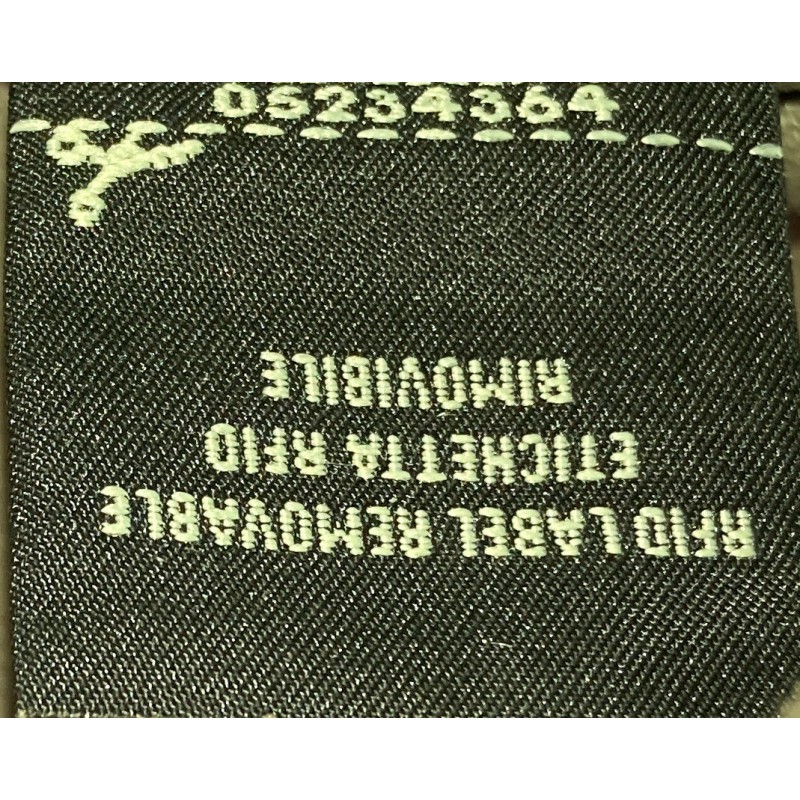 05234364
RFID LABEL REMOVABLE
ETICHETTA RFID
RIMOVIBILE